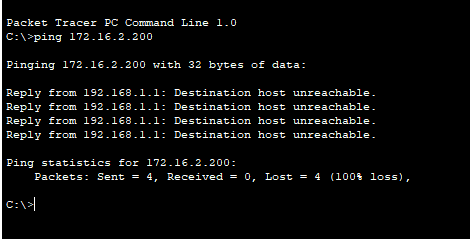 Packet Tracer PC Command Line 1.0
C:\>ping 172.16.2.200
Pinging 172.16.2.200 with 32 bytes of data:
Reply from 192.168.1.1: Destination host unreachable.
Reply from 192.168.1.1: Destination host unreachable.
Reply from 192.168.1.1: Destination host unreachable.
Reply from 192.168.1.1: Destination host unreachable.
Ping statistics for 172.16.2.200:
    Packets: Sent = 4, Received = 0, Lost = 4 (100% loss),
C:\>